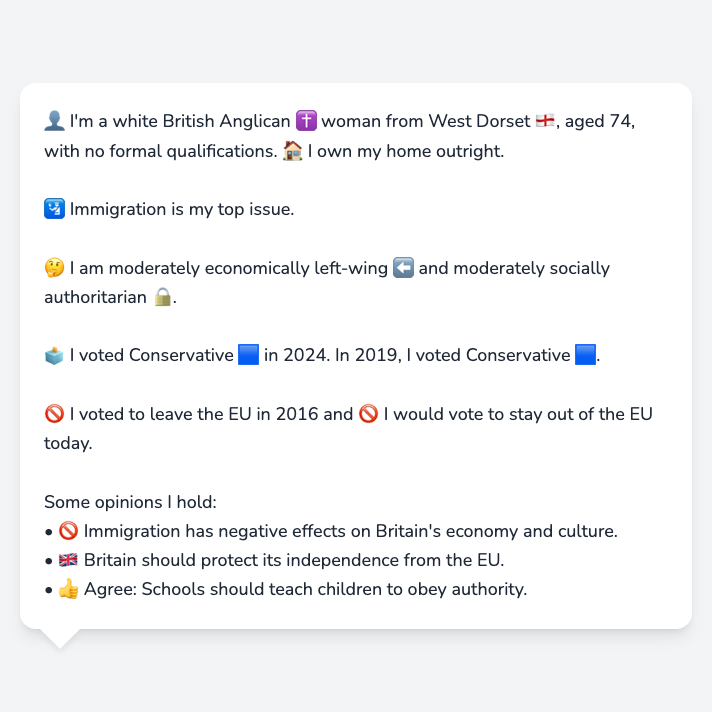 👤 I'm a white British Anglican ✝️ woman from West Dorset 🏴󠁧󠁢󠁥󠁮󠁧󠁿, aged 74,
with no formal qualifications. 🏠 I own my home outright.
🛂 Immigration is my top issue.
🤔 I am moderately economically left-wing ⬅️ and moderately socially
authoritarian 🔒.
🗳️ I voted Conservative 🟦 in 2024. In 2019, I voted Conservative 🟦.
🚫 I voted to leave the EU in 2016 and 🚫 I would vote to stay out of the EU
today.
Some opinions I hold:
• 🚫 Immigration has negative effects on Britain's economy and culture.
• 🇬🇧 Britain should protect its independence from the EU.
• 👍 Agree: Schools should teach children to obey authority.